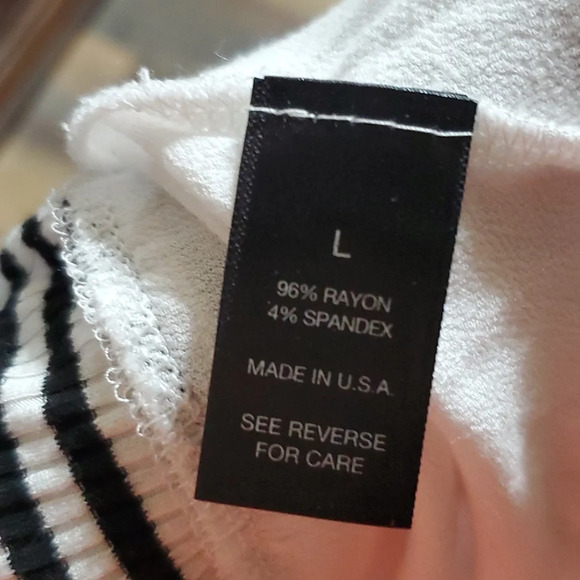 L
96% RAYON
4% SPANDEX
MADE IN U.S.A.
SEE REVERSE
FOR CARE